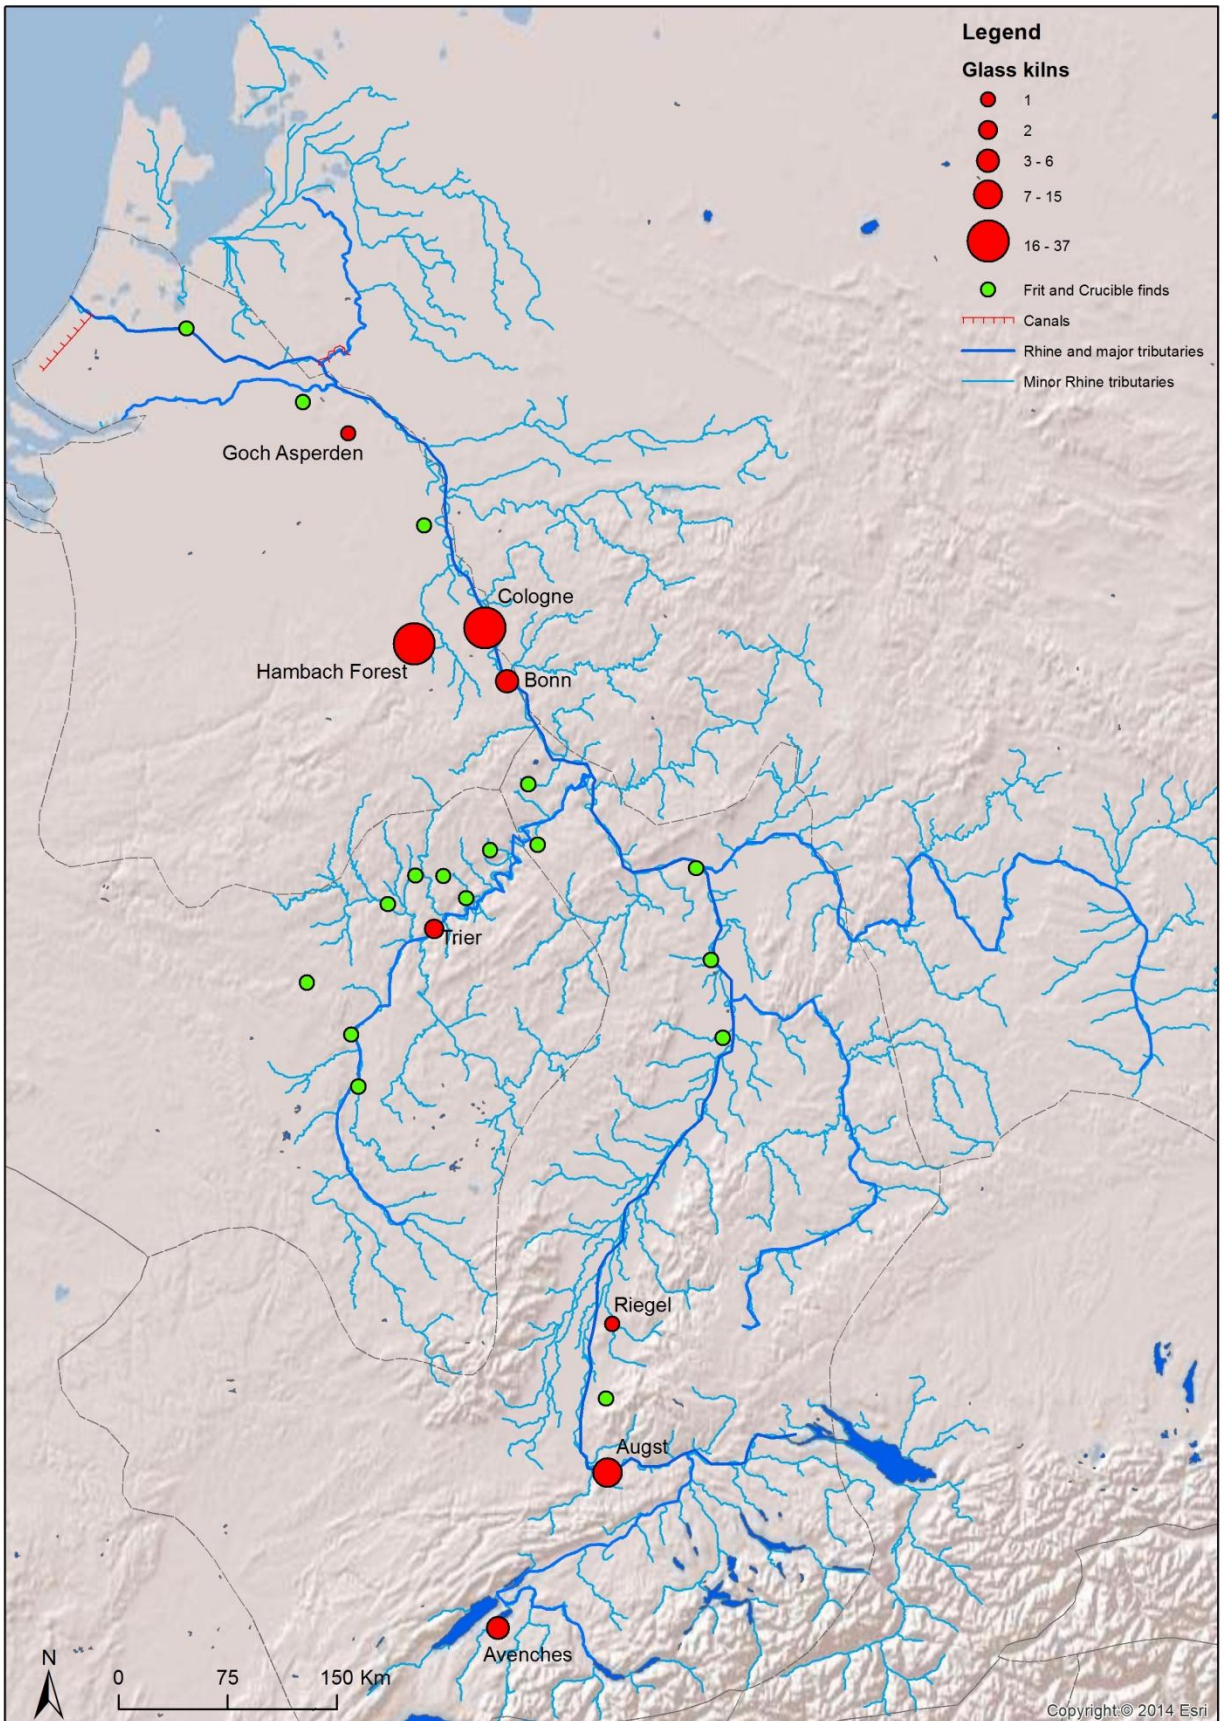 Legend
Glass kilns
1
2
3 - 6
7 - 15
16 - 37
Frit and Crucible finds
Canals
Rhine and major tributaries
Minor Rhine tributaries
Goch Asperden
Cologne
Hambach Forest
Bonn
Trier
Riegel
Augst
Avenches
N
0 75 150 Km
Copyright:© 2014 Esri